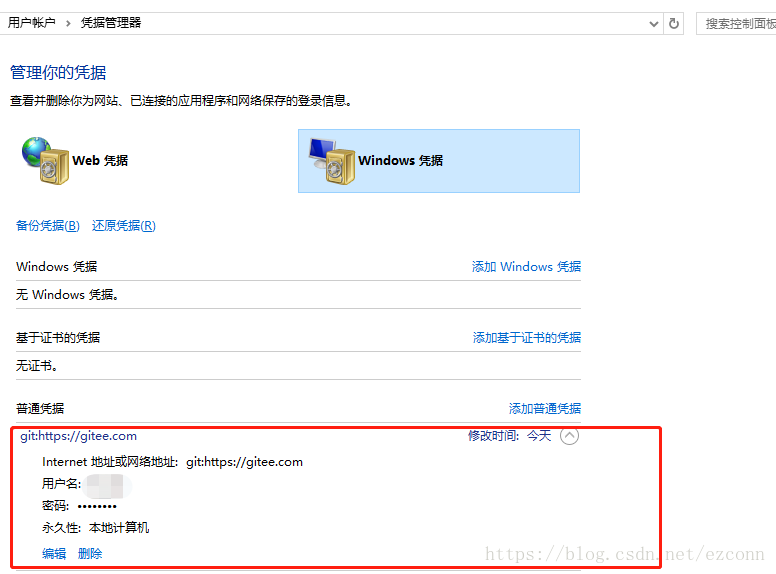 用户帐户 › 凭据管理器
搜索控制面板
管理你的凭据
查看并删除你为网站、已连接的应用程序和网络保存的登录信息。
Web 凭据
Windows 凭据
备份凭据(B) 还原凭据(R)
Windows 凭据 添加 Windows 凭据
无 Windows 凭据。
基于证书的凭据 添加基于证书的凭据
无证书。
普通凭据 添加普通凭据
git:https://gitee.com 修改时间: 今天
Internet 地址或网络地址: git:https://gitee.com
用户名:
密码: ••••••••
永久性: 本地计算机
编辑 删除
https://blog.csdn.net/ezconn